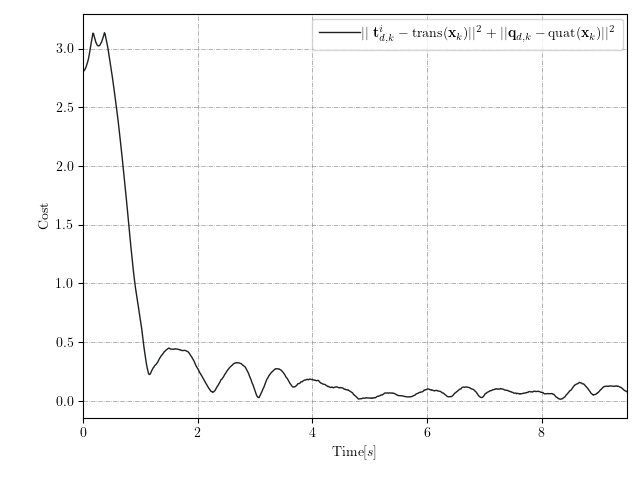 || t^i_{d,k} − trans(x_k)||^2 + ||q_{d,k} − quat(x_k)||^2
3.0
2.5
2.0
1.5
1.0
0.5
0.0
Cost
0 2 4 6 8
Time[s]